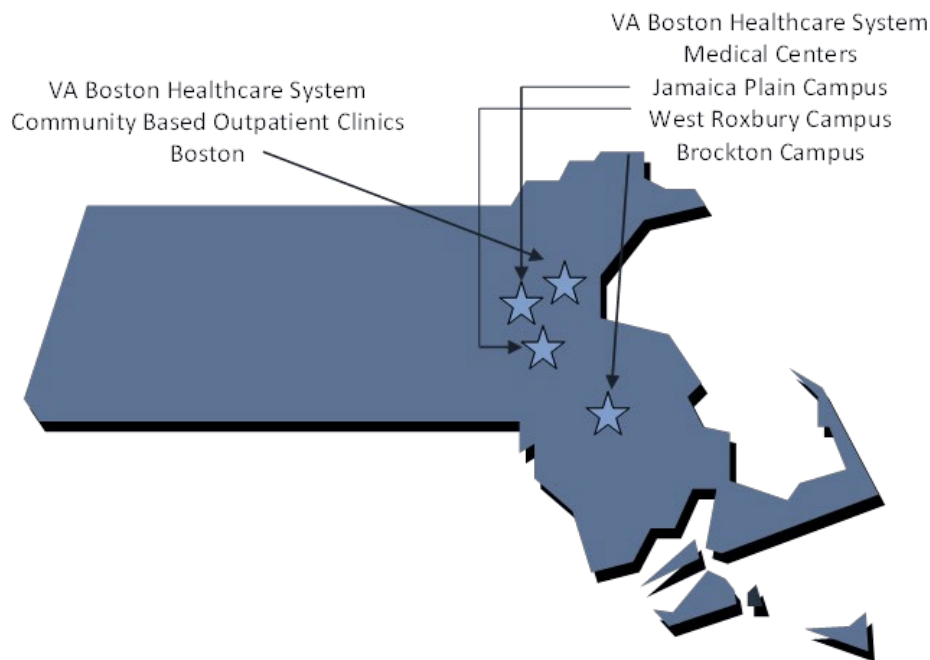 VA Boston Healthcare System
Community Based Outpatient Clinics
Boston
VA Boston Healthcare System
Medical Centers
Jamaica Plain Campus
West Roxbury Campus
Brockton Campus